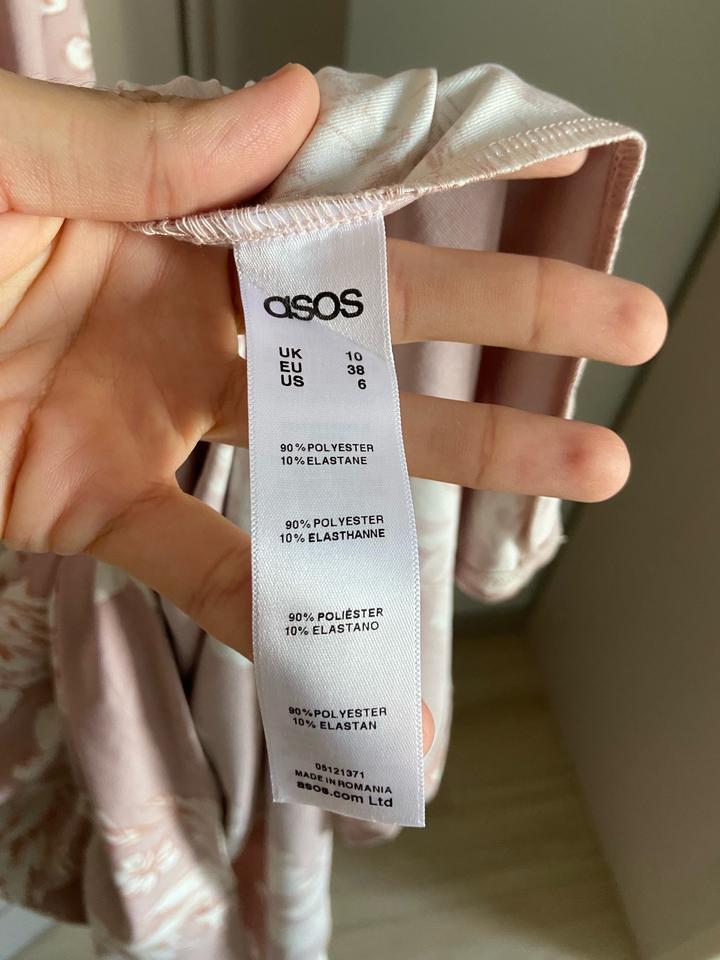 asos
UK 10
EU 38
US 6
90% POLYESTER
10% ELASTANE
90% POLYESTER
10% ELASTHANNE
90% POLIÉSTER
10% ELASTANO
90% POLYESTER
10% ELASTAN
05121371
MADE IN ROMANIA
asos.com Ltd